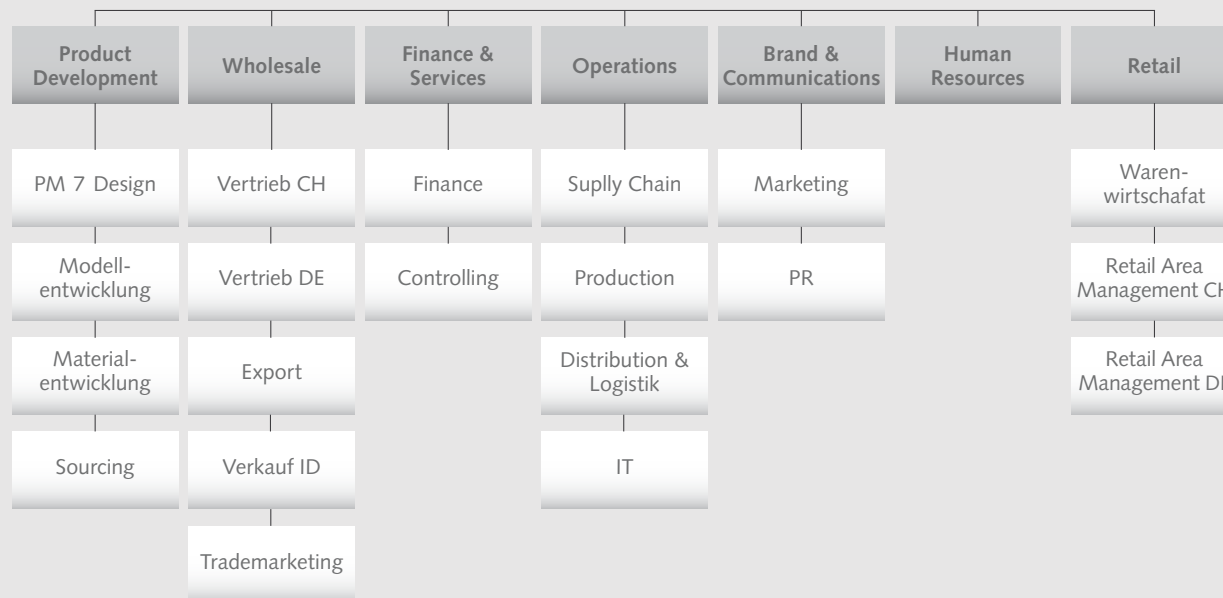 Product
Development
Wholesale
Finance &
Services
Operations
Brand &
Communications
Human
Resources
Retail
PM 7 Design
Vertrieb CH
Finance
Suplly Chain
Marketing
Waren-
wirtschafat
Modell-
entwicklung
Vertrieb DE
Controlling
Production
PR
Retail Area
Management CH
Material-
entwicklung
Export
Distribution &
Logistik
Retail Area
Management
Sourcing
Verkauf ID
IT
Trademarketing